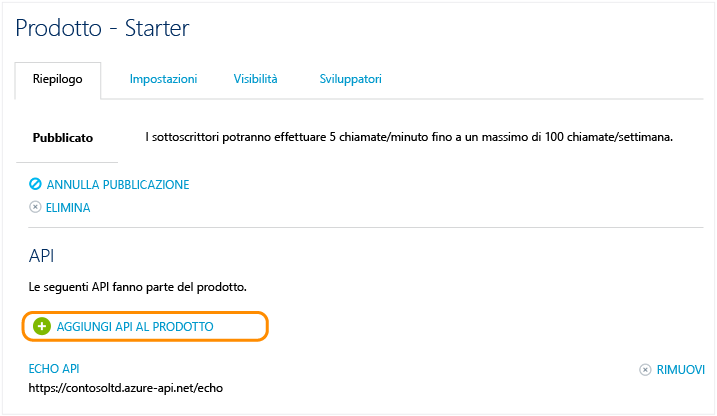 Prodotto - Starter
Riepilogo Impostazioni Visibilità Sviluppatori
Pubblicato I sottoscrittori potranno effettuare 5 chiamate/minuto fino a un massimo di 100 chiamate/settimana.
ANNULLA PUBBLICAZIONE
ELIMINA
API
Le seguenti API fanno parte del prodotto.
AGGIUNGI API AL PRODOTTO
ECHO API RIMUOVI
https://contosoltd.azure-api.net/echo